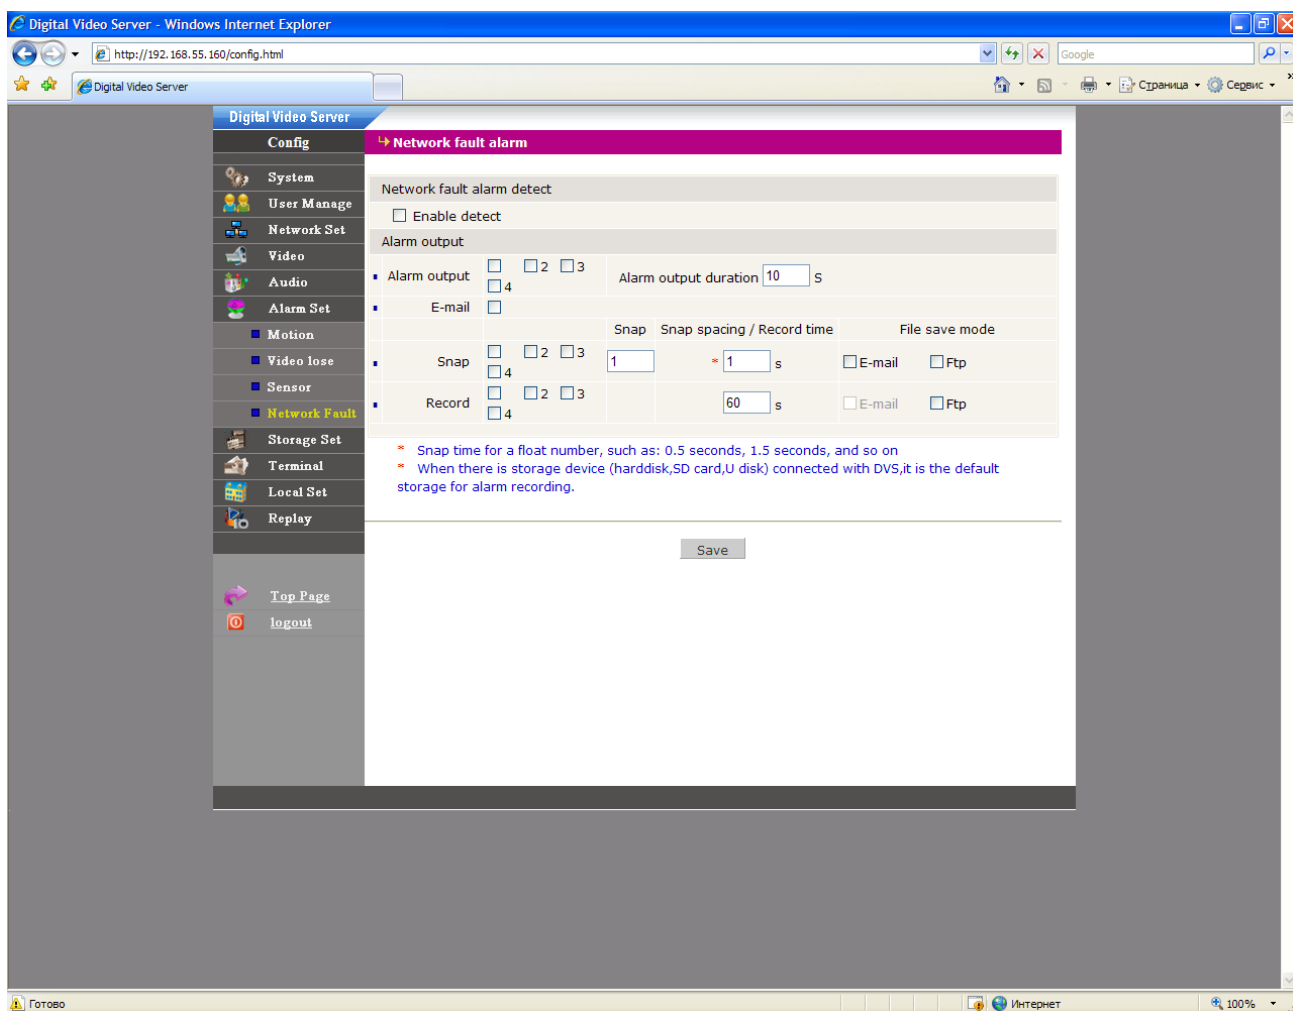 Digital Video Server - Windows Internet Explorer
http://192.168.55.160/config.html
Google
Digital Video Server
Страница
Сервис
»
Digital Video Server
Config
Network fault alarm
System
User Manage
Network Set
Video
Audio
Alarm Set
Motion
Video lose
Sensor
Network Fault
Storage Set
Terminal
Local Set
Replay
Top Page
logout
Network fault alarm detect
Enable detect
Alarm output
Alarm output 2 3 4 Alarm output duration 10 S
E-mail
Snap Snap spacing / Record time File save mode
Snap 2 3 4 1 * 1 s E-mail Ftp
Record 2 3 4 60 s E-mail Ftp
* Snap time for a float number, such as: 0.5 seconds, 1.5 seconds, and so on
* When there is storage device (harddisk,SD card,U disk) connected with DVS,it is the default
storage for alarm recording.
Save
Готово
Интернет
100%